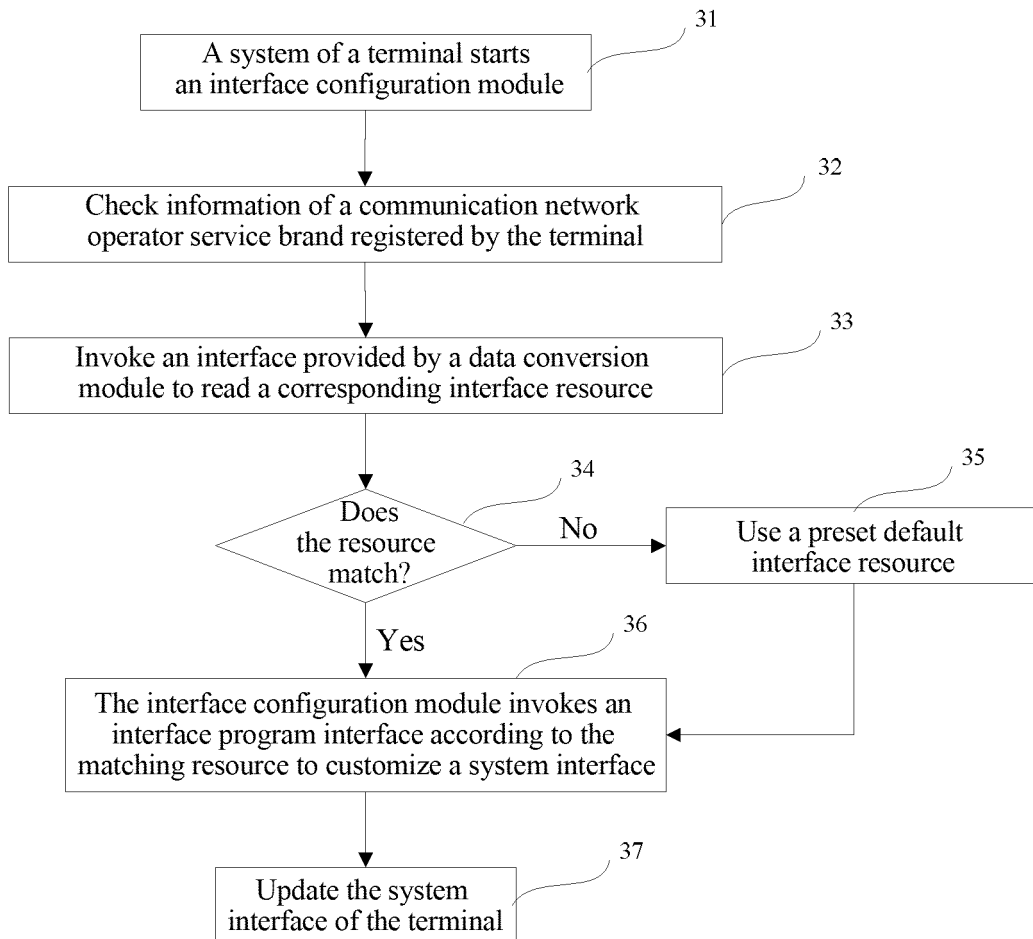 31
A system of a terminal starts
an interface configuration module
32
Check information of a communication network
operator service brand registered by the terminal
33
Invoke an interface provided by a data conversion
module to read a corresponding interface resource
34
Does
the resource
match?
No
35
Use a preset default
interface resource
Yes
36
The interface configuration module invokes an
interface program interface according to the
matching resource to customize a system interface
37
Update the system
interface of the terminal